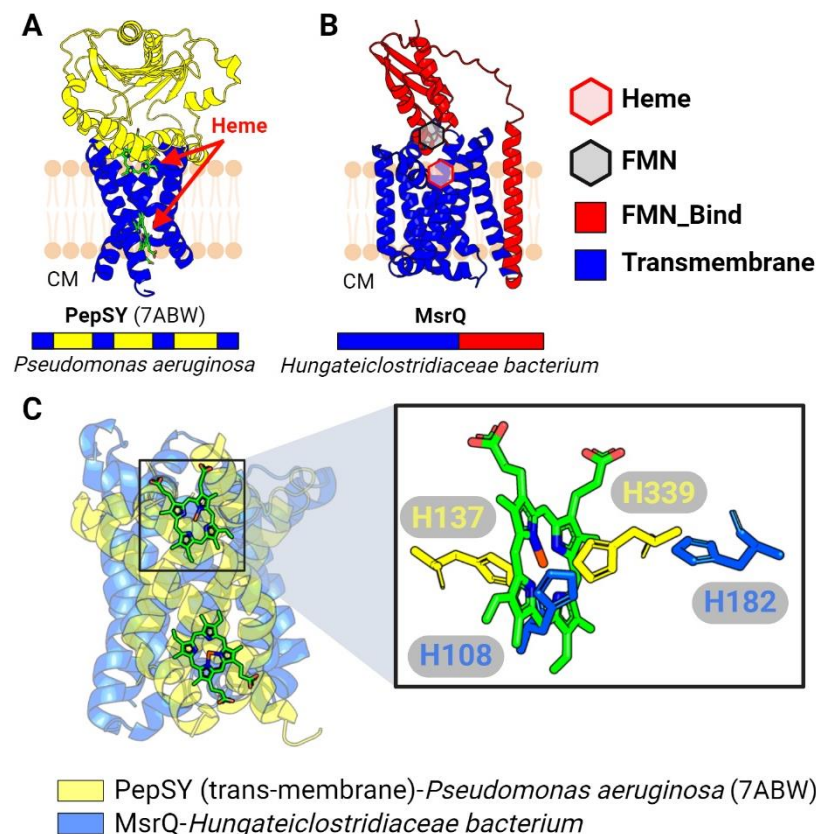 A
Heme
CM
PepSY (7ABW)
Pseudomonas aeruginosa
B
CM
MsrQ
Hungateiclostridiaceae bacterium
Heme
FMN
FMN_Bind
Transmembrane
C
H137
H339
H182
H108
PepSY (trans-membrane)-Pseudomonas aeruginosa (7ABW)
MsrQ-Hungateiclostridiaceae bacterium